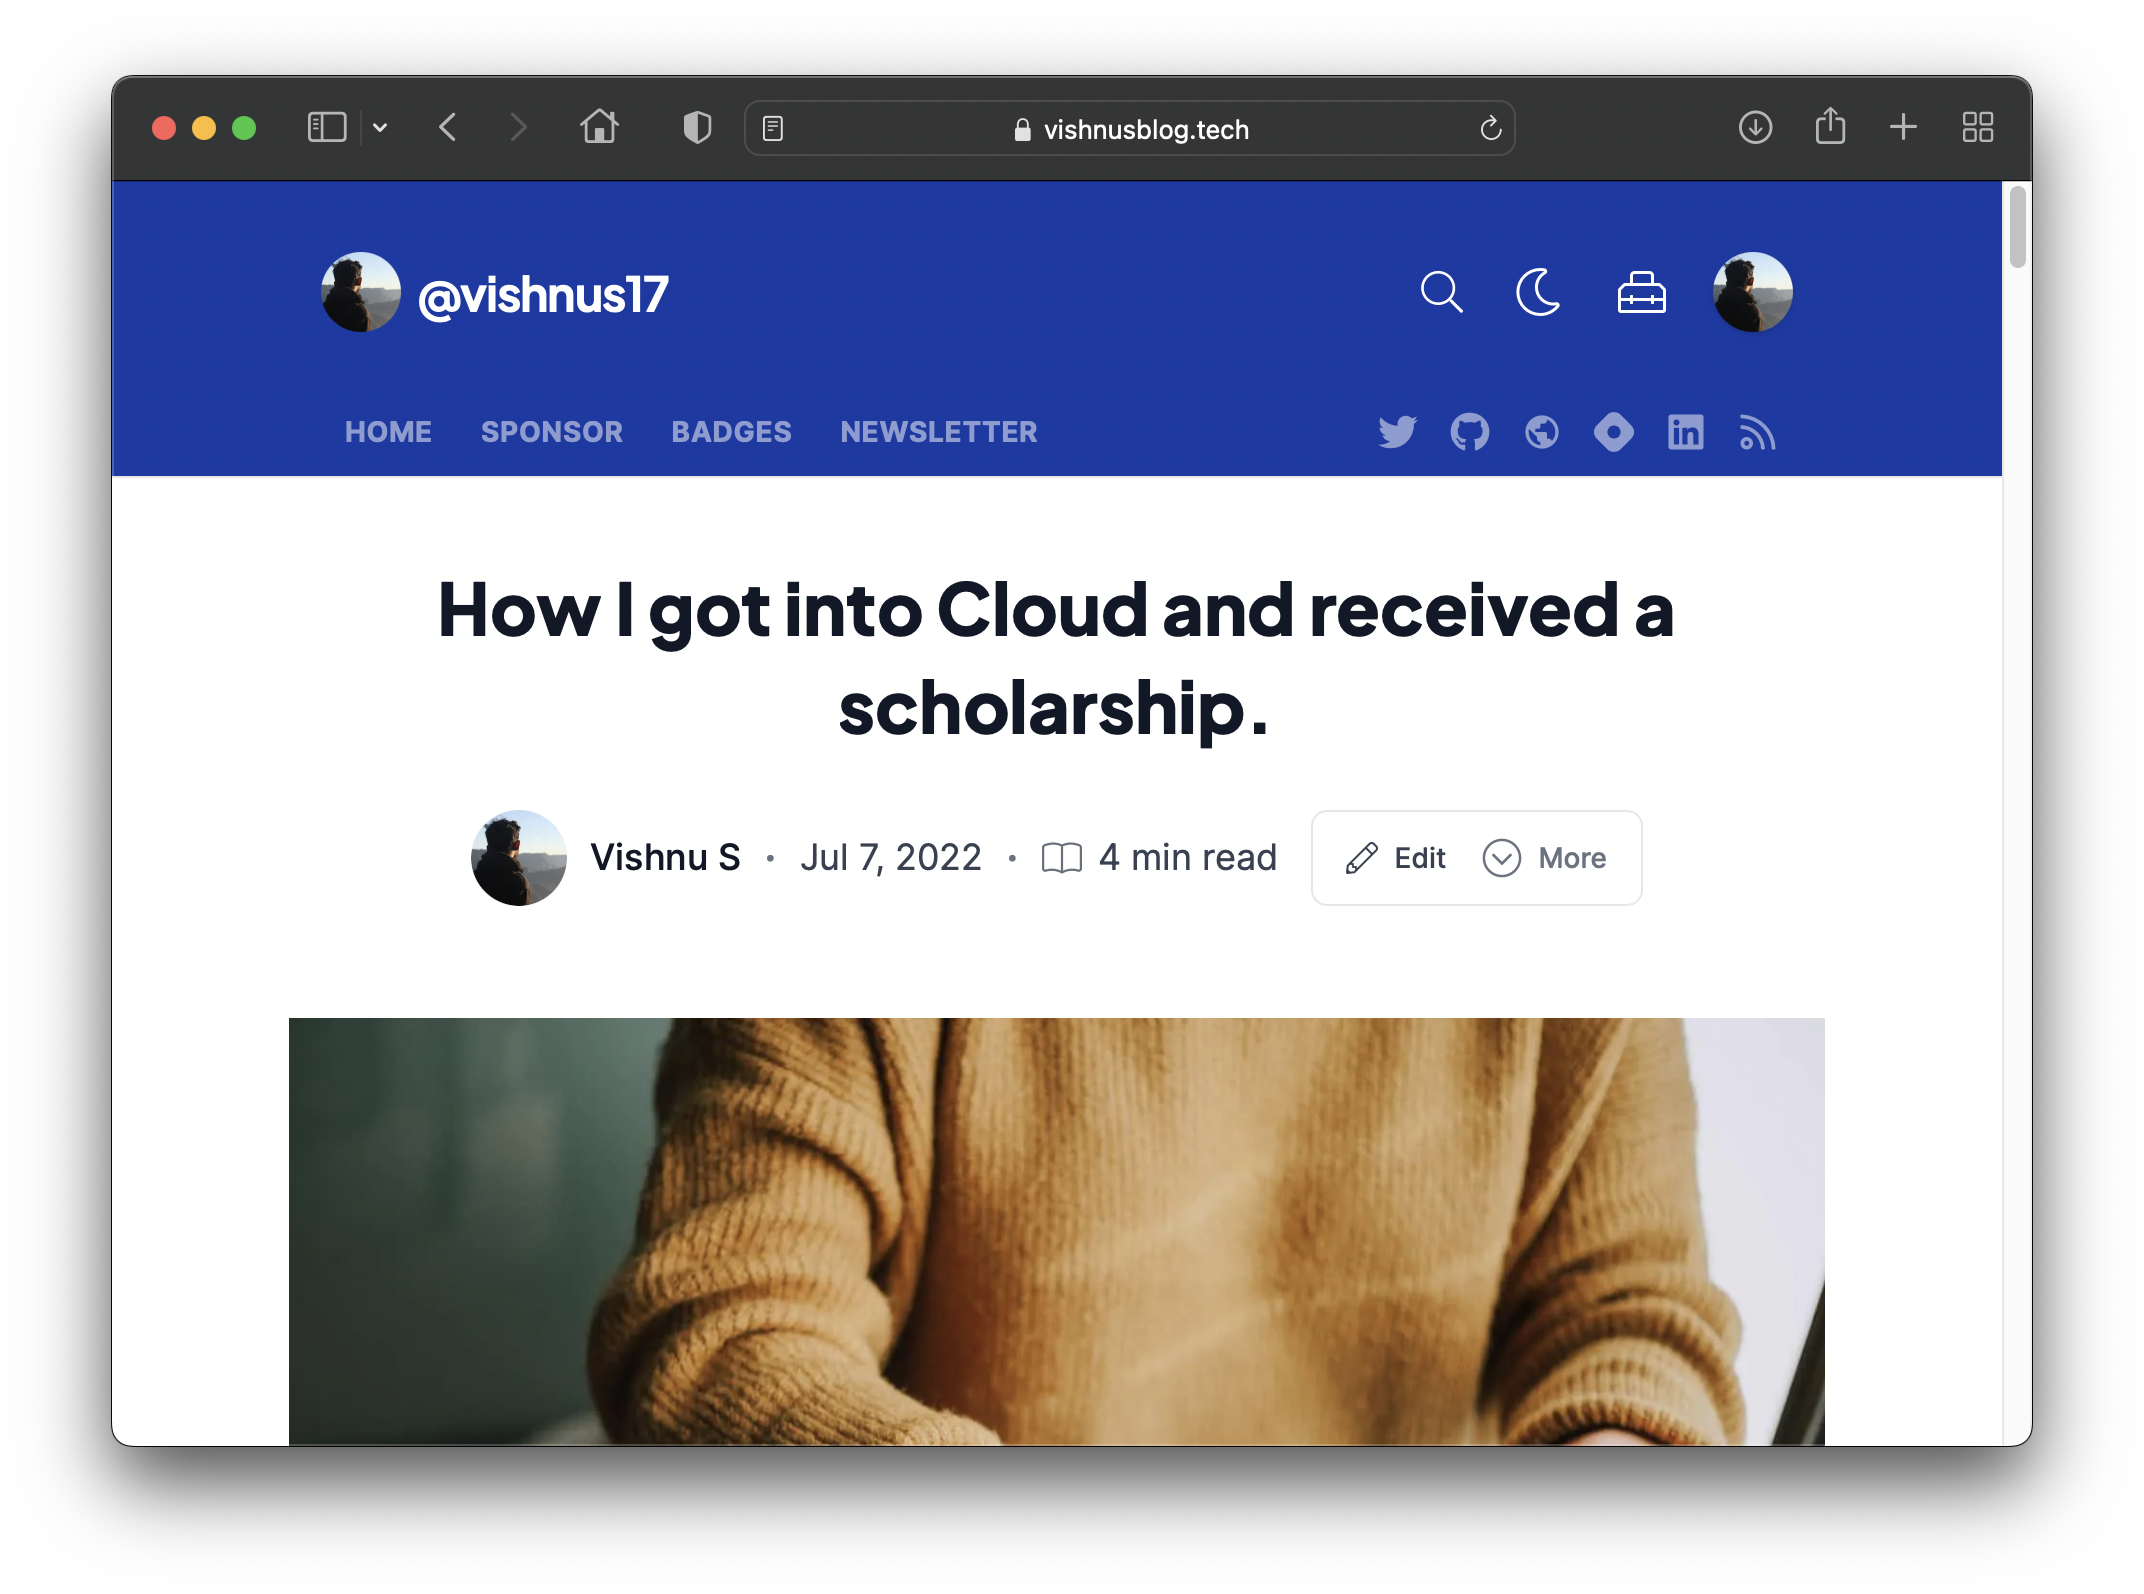 vishnusblog.tech
@vishnus17
HOME SPONSOR BADGES NEWSLETTER
How I got into Cloud and received a
scholarship.
Vishnu S · Jul 7, 2022 · 4 min read Edit More